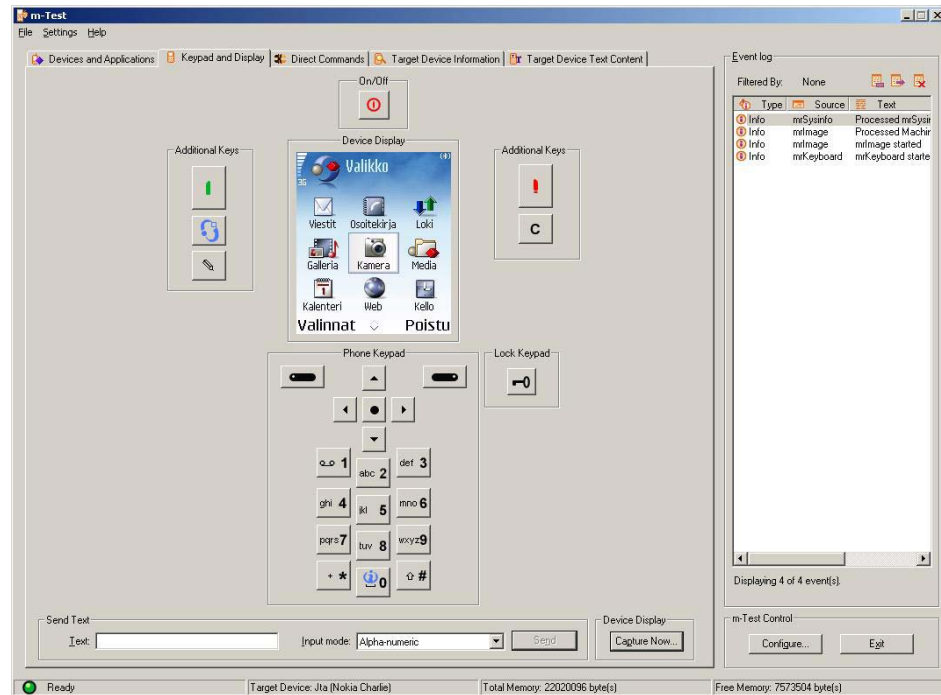 m-Test
File Settings Help
Devices and Applications Keypad and Display Direct Commands Target Device Information Target Device Text Content
On/Off
Additional Keys
Device Display
Additional Keys
3G Valikko
Viestit Osoitekirja Loki
Galleria Kamera Media
Kalenteri Web Kello
Valinnat Poistu
C
Phone Keypad
Lock Keypad
1 abc 2 def 3
ghi 4 jkl 5 mno 6
pqrs 7 tuv 8 wxyz 9
+ * 0 #
Send Text
Text: Input mode: Alpha-numeric Send
Device Display
Capture Now...
Event log
Filtered By: None
Type Source Text
Info mrSysinfo Processed mrSysir
Info mrImage Processed Machir
Info mrImage mrImage started
Info mrKeyboard mrKeyboard starte
Displaying 4 of 4 event(s).
m-Test Control
Configure... Exit
Ready Target Device: Jta (Nokia Charlie) Total Memory: 22020096 byte(s) Free Memory: 7573504 byte(s)